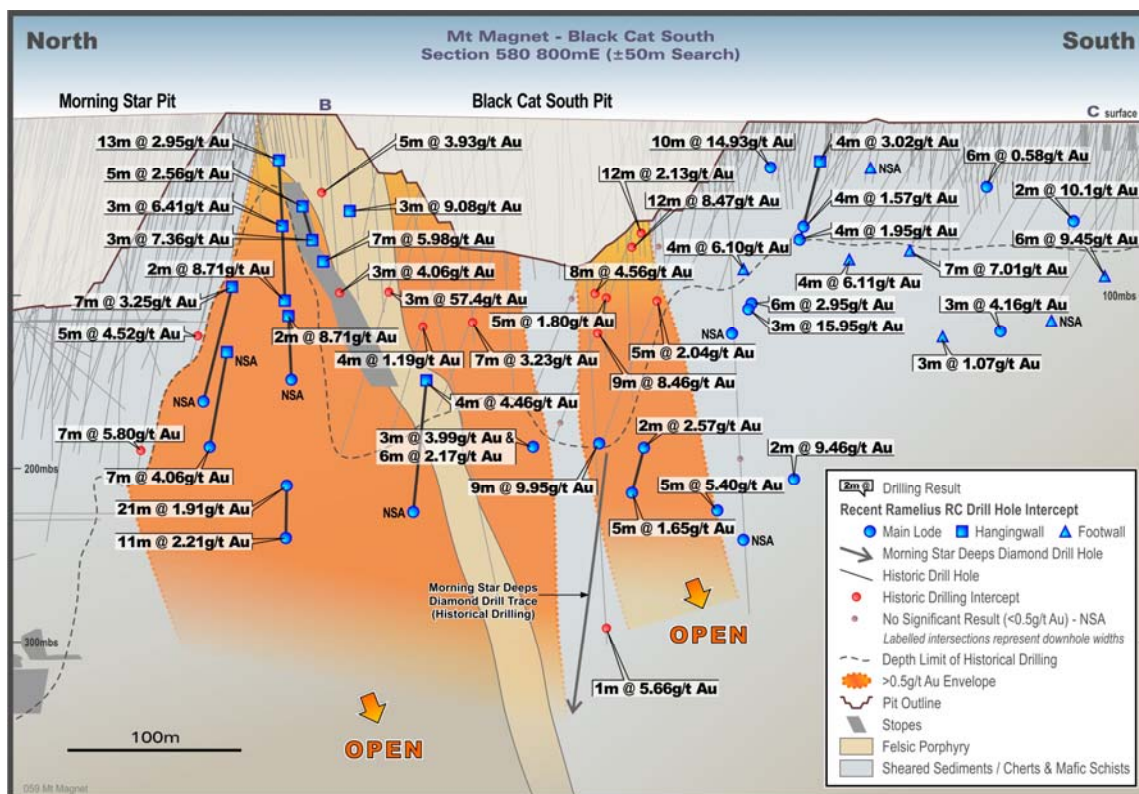 North
Mt Magnet - Black Cat South
Section 580 800mE (±50m Search)
South
Morning Star Pit
B
Black Cat South Pit
C surface
13m @ 2.95g/t Au
5m @ 3.93g/t Au
10m @ 14.93g/t Au
4m @ 3.02g/t Au
6m @ 0.58g/t Au
5m @ 2.56g/t Au
12m @ 2.13g/t Au
NSA
2m @ 10.1g/t Au
3m @ 6.41g/t Au
3m @ 9.08g/t Au
12m @ 8.47g/t Au
4m @ 1.57g/t Au
3m @ 7.36g/t Au
7m @ 5.98g/t Au
4m @ 6.10g/t Au
4m @ 1.95g/t Au
6m @ 9.45g/t Au
2m @ 8.71g/t Au
3m @ 4.06g/t Au
8m @ 4.56g/t Au
4m @ 6.11g/t Au
7m @ 7.01g/t Au
100mbs
7m @ 3.25g/t Au
3m @ 57.4g/t Au
6m @ 2.95g/t Au
3m @ 4.16g/t Au
5m @ 4.52g/t Au
2m @ 8.71g/t Au
5m @ 1.80g/t Au
3m @ 15.95g/t Au
NSA
NSA
4m @ 1.19g/t Au
7m @ 3.23g/t Au
5m @ 2.04g/t Au
3m @ 1.07g/t Au
9m @ 8.46g/t Au
NSA
NSA
4m @ 4.46g/t Au
7m @ 5.80g/t Au
3m @ 3.99g/t Au &
6m @ 2.17g/t Au
2m @ 2.57g/t Au
2m @ 9.46g/t Au
200mbs
7m @ 4.06g/t Au
9m @ 9.95g/t Au
5m @ 5.40g/t Au
21m @ 1.91g/t Au
NSA
5m @ 1.65g/t Au
NSA
11m @ 2.21g/t Au
Morning Star Deeps
Diamond Drill Trace
(Historical Drilling)
OPEN
300mbs
1m @ 5.66g/t Au
OPEN
100m
059 Mt Magnet
2m @
Drilling Result
Recent Ramelius RC Drill Hole Intercept
Main Lode
Hangingwall
Footwall
Morning Star Deeps Diamond Drill Hole
Historic Drill Hole
Historic Drilling Intercept
No Significant Result (<0.5g/t Au) - NSA
Labelled intersections represent downhole widths
Depth Limit of Historical Drilling
>0.5g/t Au Envelope
Pit Outline
Stopes
Felsic Porphyry
Sheared Sediments / Cherts & Mafic Schists